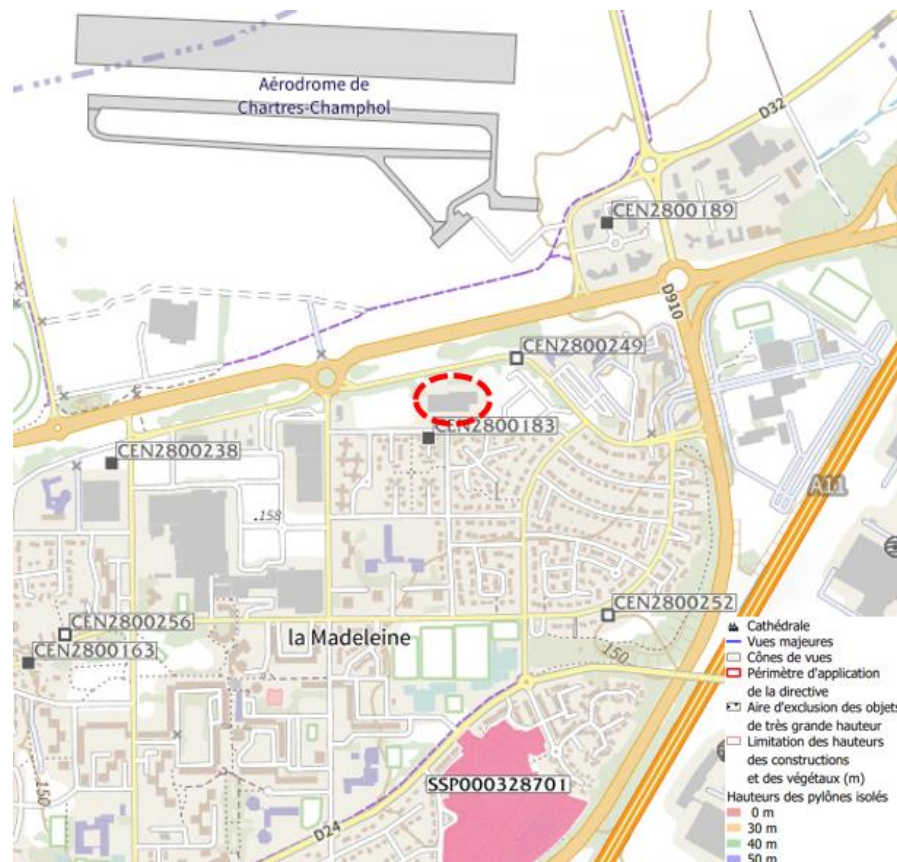 Aérodrome de
Chartres-Champhol
D32
CEN2800189
D910
CEN2800249
CEN2800183
CEN2800238
A11
.158
CEN2800252
CEN2800256
la Madeleine
CEN2800163
150
SSP000328701
150
D24
Cathédrale
Vues majeures
Cônes de vues
Périmètre d'application
de la directive
Aire d'exclusion des objets
de très grande hauteur
Limitation des hauteurs
des constructions
et des végétaux (m)
Hauteurs des pylônes isolés
0 m
30 m
40 m
50 m